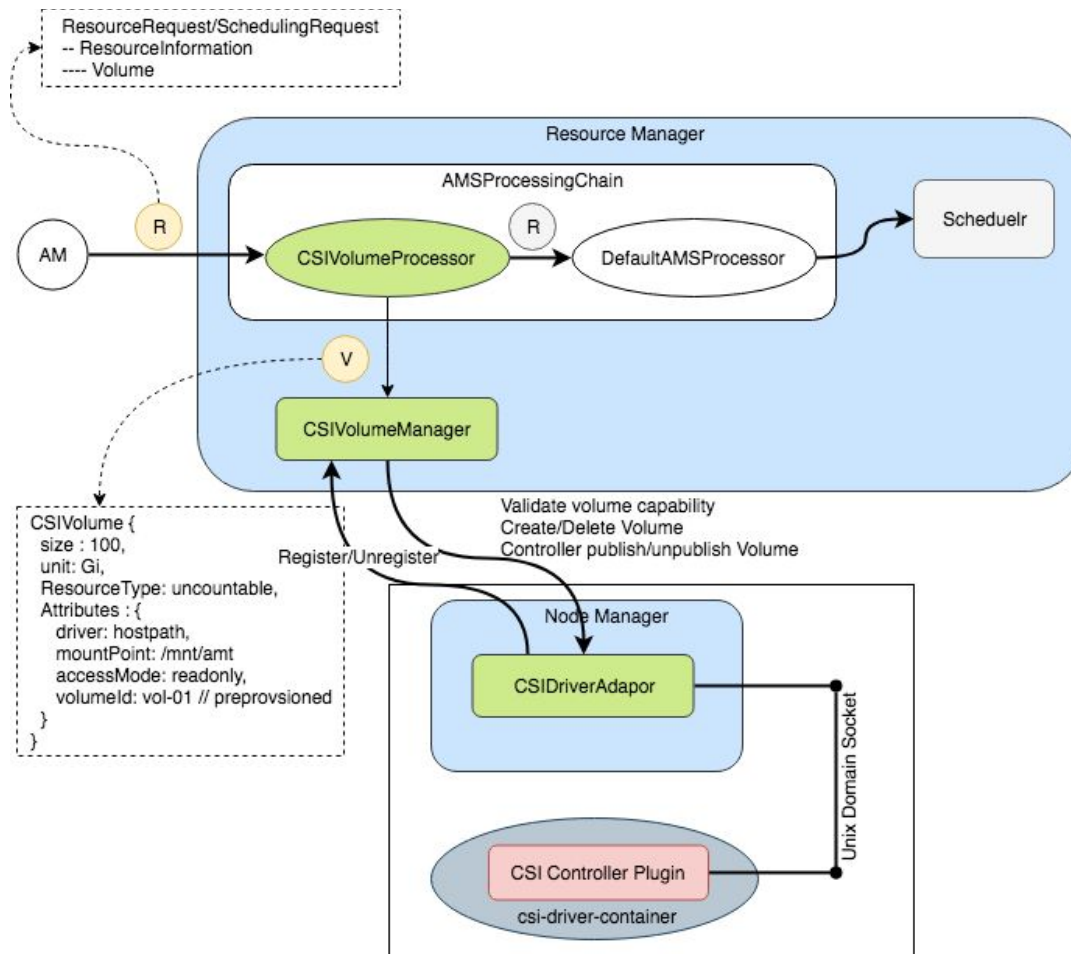 ResourceRequest/SchedulingRequest
-- ResourceInformation
---- Volume
Resource Manager
AMSProcessingChain
R
R
Scheduelr
AM
CSIVolumeProcessor
DefaultAMSProcessor
V
CSIVolumeManager
Validate volume capability
Create/Delete Volume
Controller publish/unpublish Volume
Register/Unregister
CSIVolume {
size : 100,
unit: Gi,
ResourceType: uncountable,
Attributes : {
driver: hostpath,
mountPoint: /mnt/amt
accessMode: readonly,
volumeId: vol-01 // preprovsioned
}
}
Node Manager
CSIDriverAdapor
Unix Domain Socket
CSI Controller Plugin
csi-driver-container